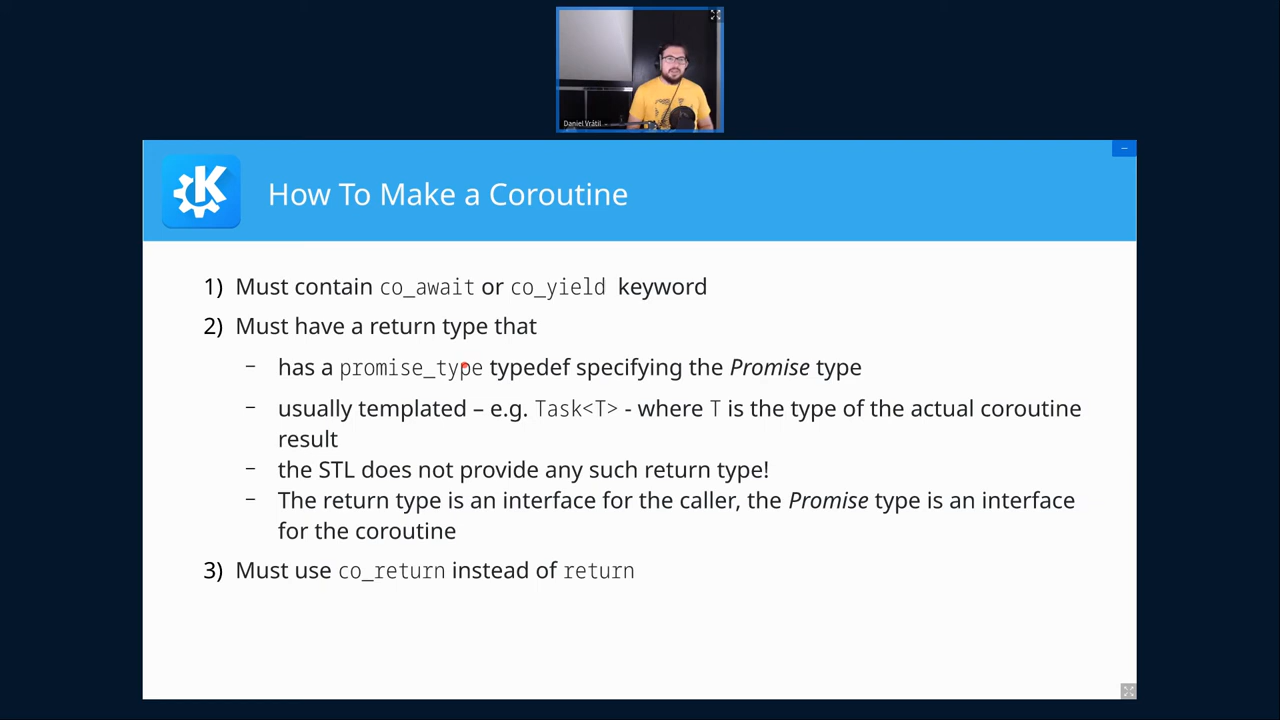 Daniel Vrátil
How To Make a Coroutine
1) Must contain co_await or co_yield keyword
2) Must have a return type that
– has a promise_type typedef specifying the Promise type
– usually templated – e.g. Task<T> - where T is the type of the actual coroutine
result
– the STL does not provide any such return type!
– The return type is an interface for the caller, the Promise type is an interface
for the coroutine
3) Must use co_return instead of return